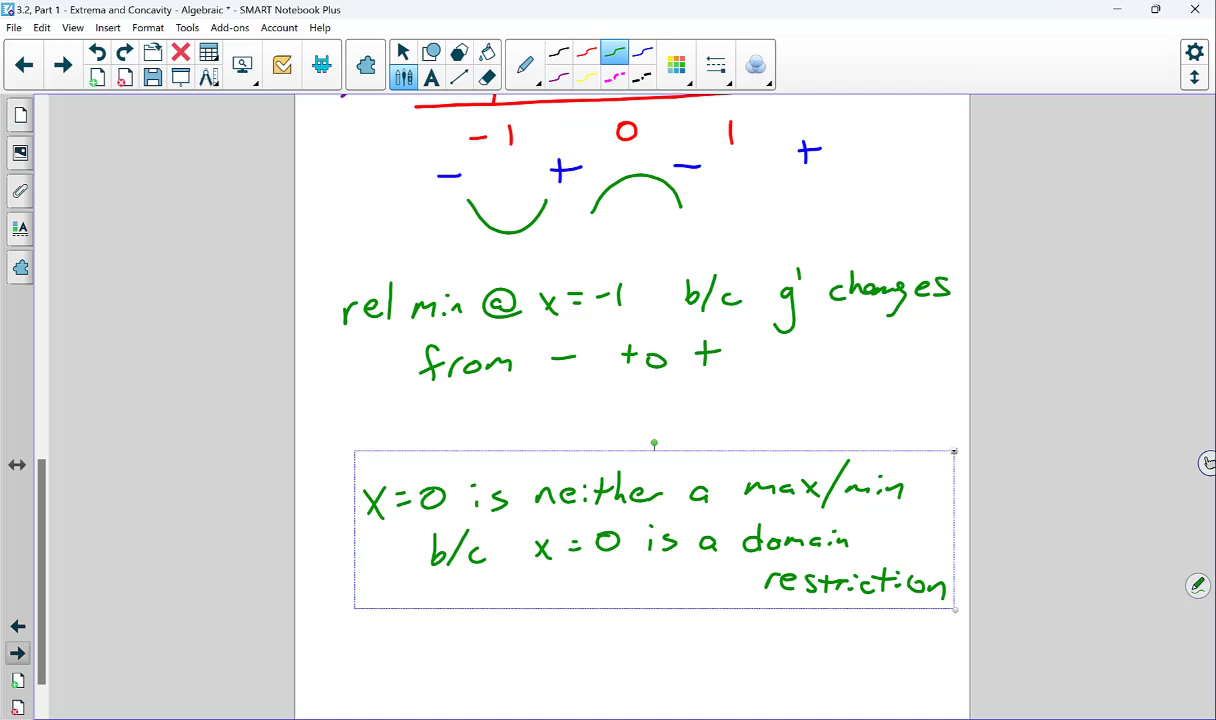 3.2, Part 1 - Extrema and Concavity - Algebraic * - SMART Notebook Plus
File Edit View Insert Format Tools Add-ons Account Help
-1 0 1
- + - +
rel min @ x = -1 b/c g' changes
from - to +
x = 0 is neither a max/min
b/c x = 0 is a domain
restriction